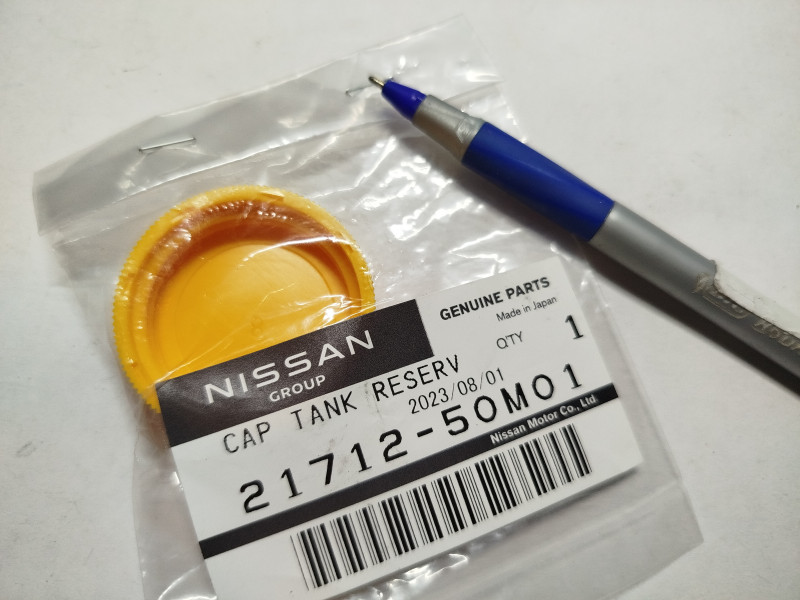 NISSAN
GROUP
GENUINE PARTS
Made in Japan
Q'TY 1
CAP TANK RESERV
2023/08/01
21712-50M01
Nissan Motor Co., Ltd